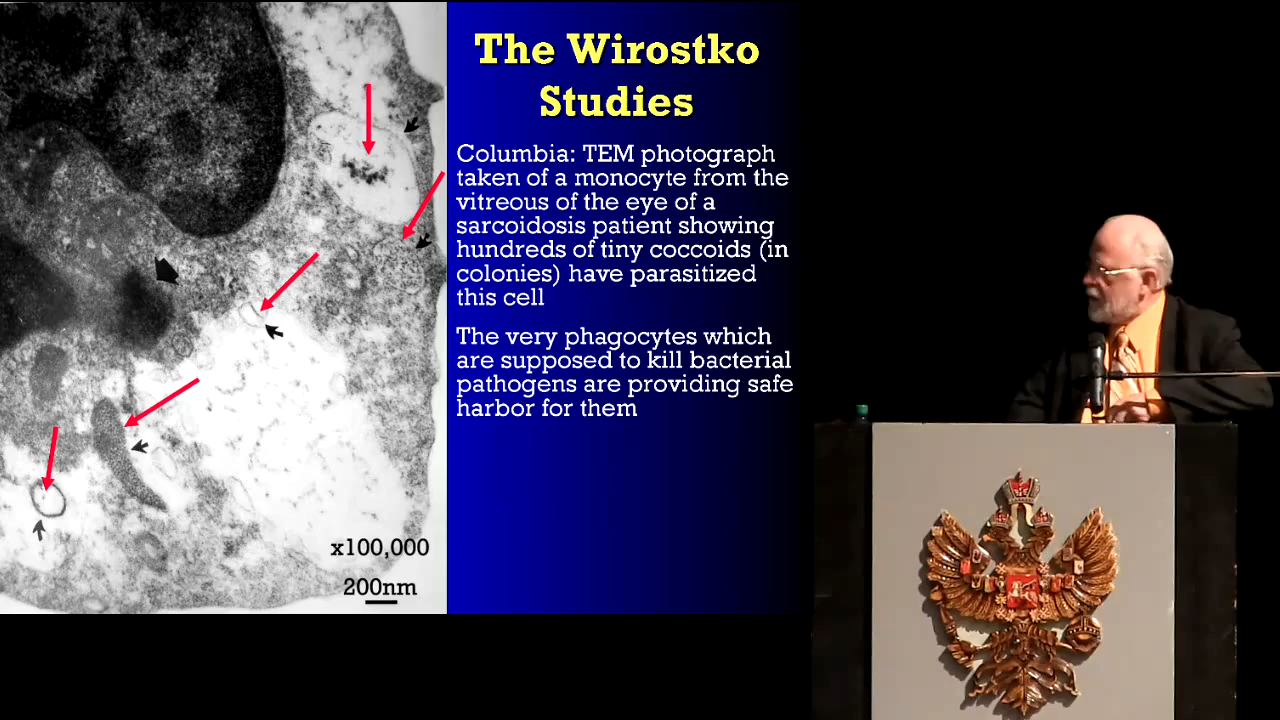 The Wirostko
Studies
Columbia: TEM photograph
taken of a monocyte from the
vitreous of the eye of a
sarcoidosis patient showing
hundreds of tiny coccoids (in
colonies) have parasitized
this cell
The very phagocytes which
are supposed to kill bacterial
pathogens are providing safe
harbor for them
x100,000
200nm